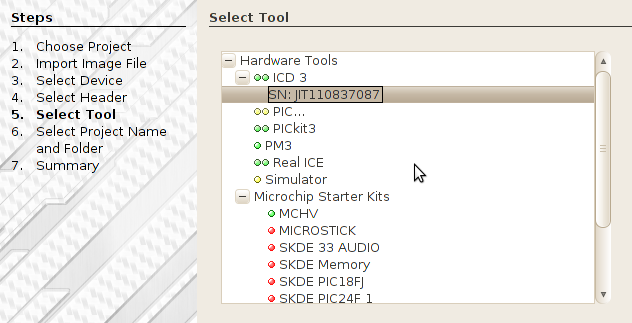 Steps
1. Choose Project
2. Import Image File
3. Select Device
4. Select Header
5. Select Tool
6. Select Project Name
and Folder
7. Summary
Select Tool
Hardware Tools
ICD 3
SN: JIT110837087
PIC...
PICkit3
PM3
Real ICE
Simulator
Microchip Starter Kits
MCHV
MICROSTICK
SKDE 33 AUDIO
SKDE Memory
SKDE PIC18FJ
SKDE PIC24F 1